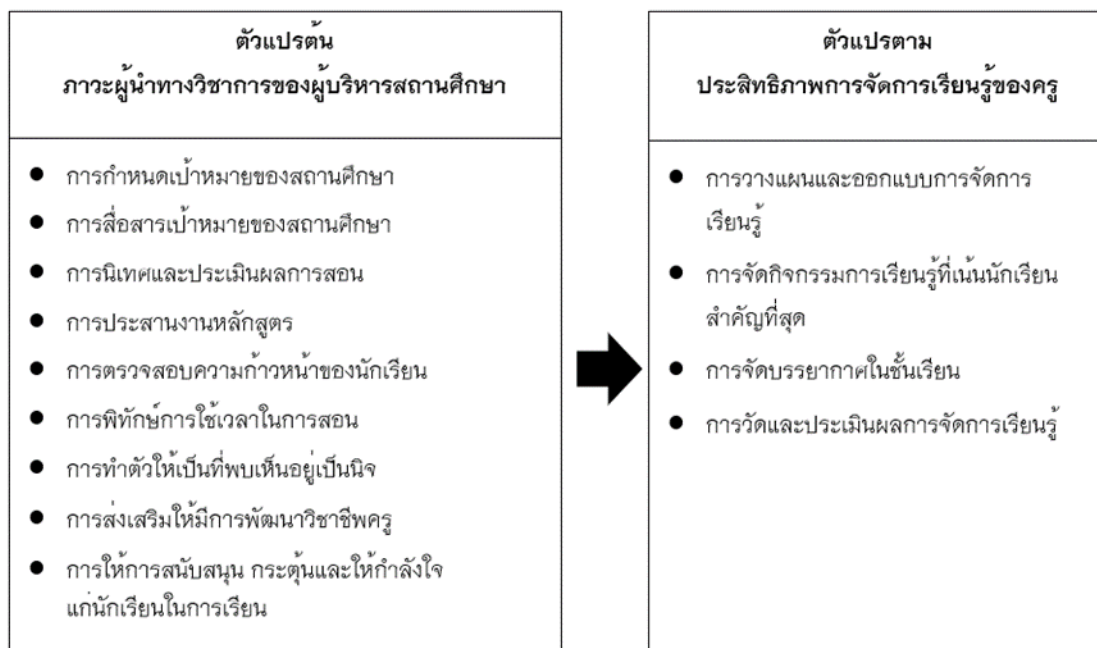 ตัวแปรต้น
ภาวะผู้นำทางวิชาการของผู้บริหารสถานศึกษา
● การกำหนดเป้าหมายของสถานศึกษา
● การสื่อสารเป้าหมายของสถานศึกษา
● การนิเทศและประเมินผลการสอน
● การประสานงานหลักสูตร
● การตรวจสอบความก้าวหน้าของนักเรียน
● การพิทักษ์การใช้เวลาในการสอน
● การทำตัวให้เป็นที่พบเห็นอยู่เป็นนิจ
● การส่งเสริมให้มีการพัฒนาวิชาชีพครู
● การให้การสนับสนุน กระตุ้นและให้กำลังใจ
แก่นักเรียนในการเรียน
ตัวแปรตาม
ประสิทธิภาพการจัดการเรียนรู้ของครู
● การวางแผนและออกแบบการจัดการ
เรียนรู้
● การจัดกิจกรรมการเรียนรู้ที่เน้นนักเรียน
สำคัญที่สุด
● การจัดบรรยากาศในชั้นเรียน
● การวัดและประเมินผลการจัดการเรียนรู้